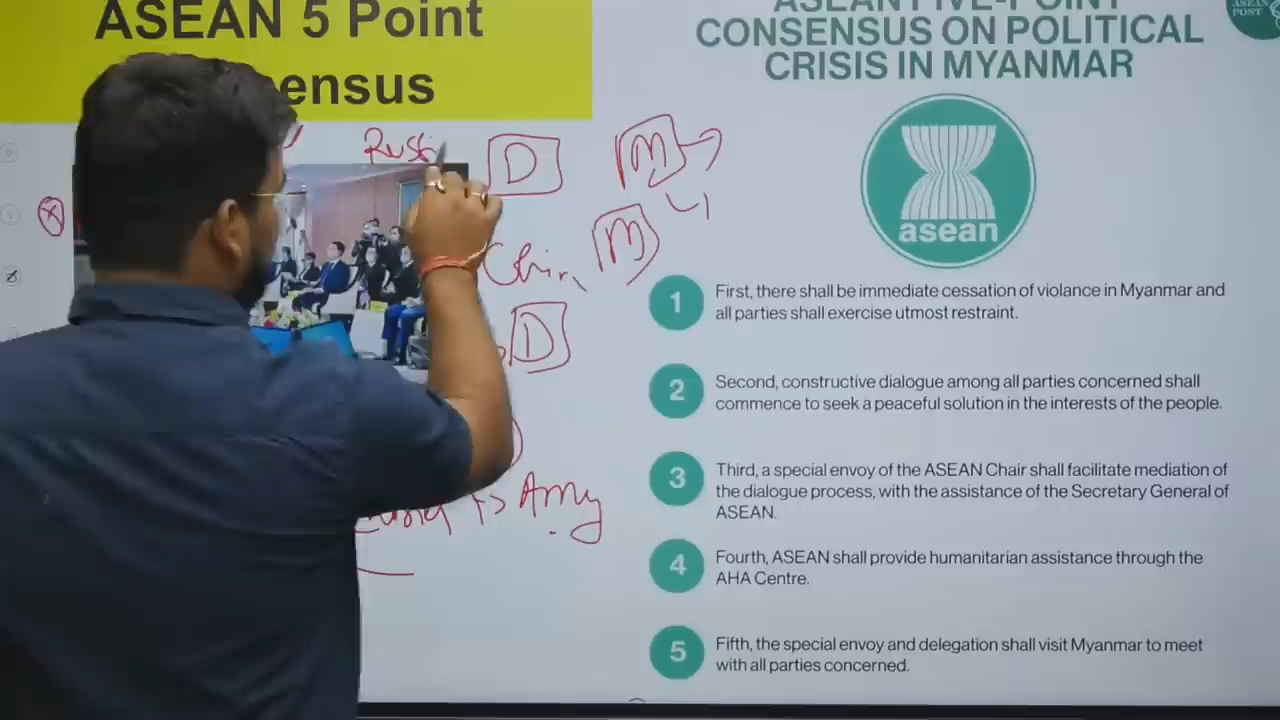 ASEAN 5 Point
ensus
ASEAN FIVE-POINT
CONSENSUS ON POLITICAL
CRISIS IN MYANMAR
ASEAN
POST
asean
1
First, there shall be immediate cessation of violance in Myanmar and
all parties shall exercise utmost restraint.
2
Second, constructive dialogue among all parties concerned shall
commence to seek a peaceful solution in the interests of the people.
3
Third, a special envoy of the ASEAN Chair shall facilitate mediation of
the dialogue process, with the assistance of the Secretary General of
ASEAN.
4
Fourth, ASEAN shall provide humanitarian assistance through the
AHA Centre.
5
Fifth, the special envoy and delegation shall visit Myanmar to meet
with all parties concerned.
D
M
M
D